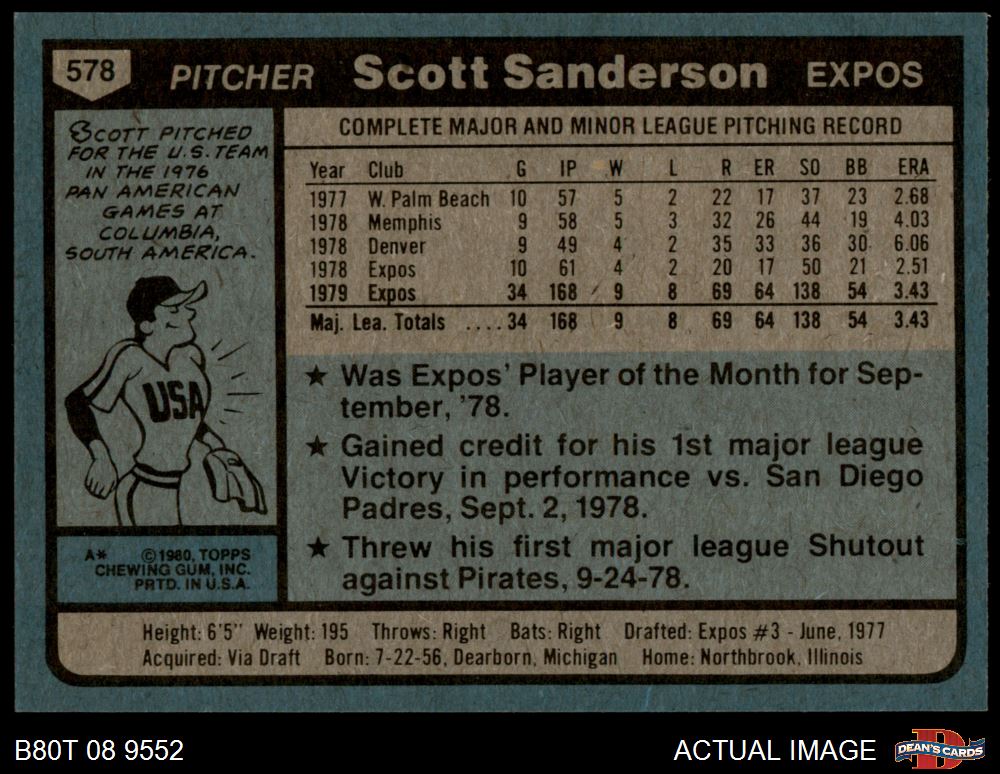 578 PITCHER Scott Sanderson EXPOS
SCOTT PITCHED
FOR THE U.S. TEAM
IN THE 1976
PAN AMERICAN
GAMES AT
COLUMBIA,
SOUTH AMERICA.
USA
A* ©1980, TOPPS
CHEWING GUM, INC.
PRTD. IN U.S.A.
COMPLETE MAJOR AND MINOR LEAGUE PITCHING RECORD
Year Club G IP W L R ER SO BB ERA
1977 W. Palm Beach 10 57 5 2 22 17 37 23 2.68
1978 Memphis 9 58 5 3 32 26 44 19 4.03
1978 Denver 9 49 4 2 35 33 36 30 6.06
1978 Expos 10 61 4 2 20 17 50 21 2.51
1979 Expos 34 168 9 8 69 64 138 54 3.43
Maj. Lea. Totals ....34 168 9 8 69 64 138 54 3.43
★ Was Expos' Player of the Month for Sep-
tember, '78.
★ Gained credit for his 1st major league
Victory in performance vs. San Diego
Padres, Sept. 2, 1978.
★ Threw his first major league Shutout
against Pirates, 9-24-78.
Height: 6'5" Weight: 195 Throws: Right Bats: Right Drafted: Expos #3 - June, 1977
Acquired: Via Draft Born: 7-22-56, Dearborn, Michigan Home: Northbrook, Illinois
B80T 08 9552 ACTUAL IMAGE D DEAN'S CARDS